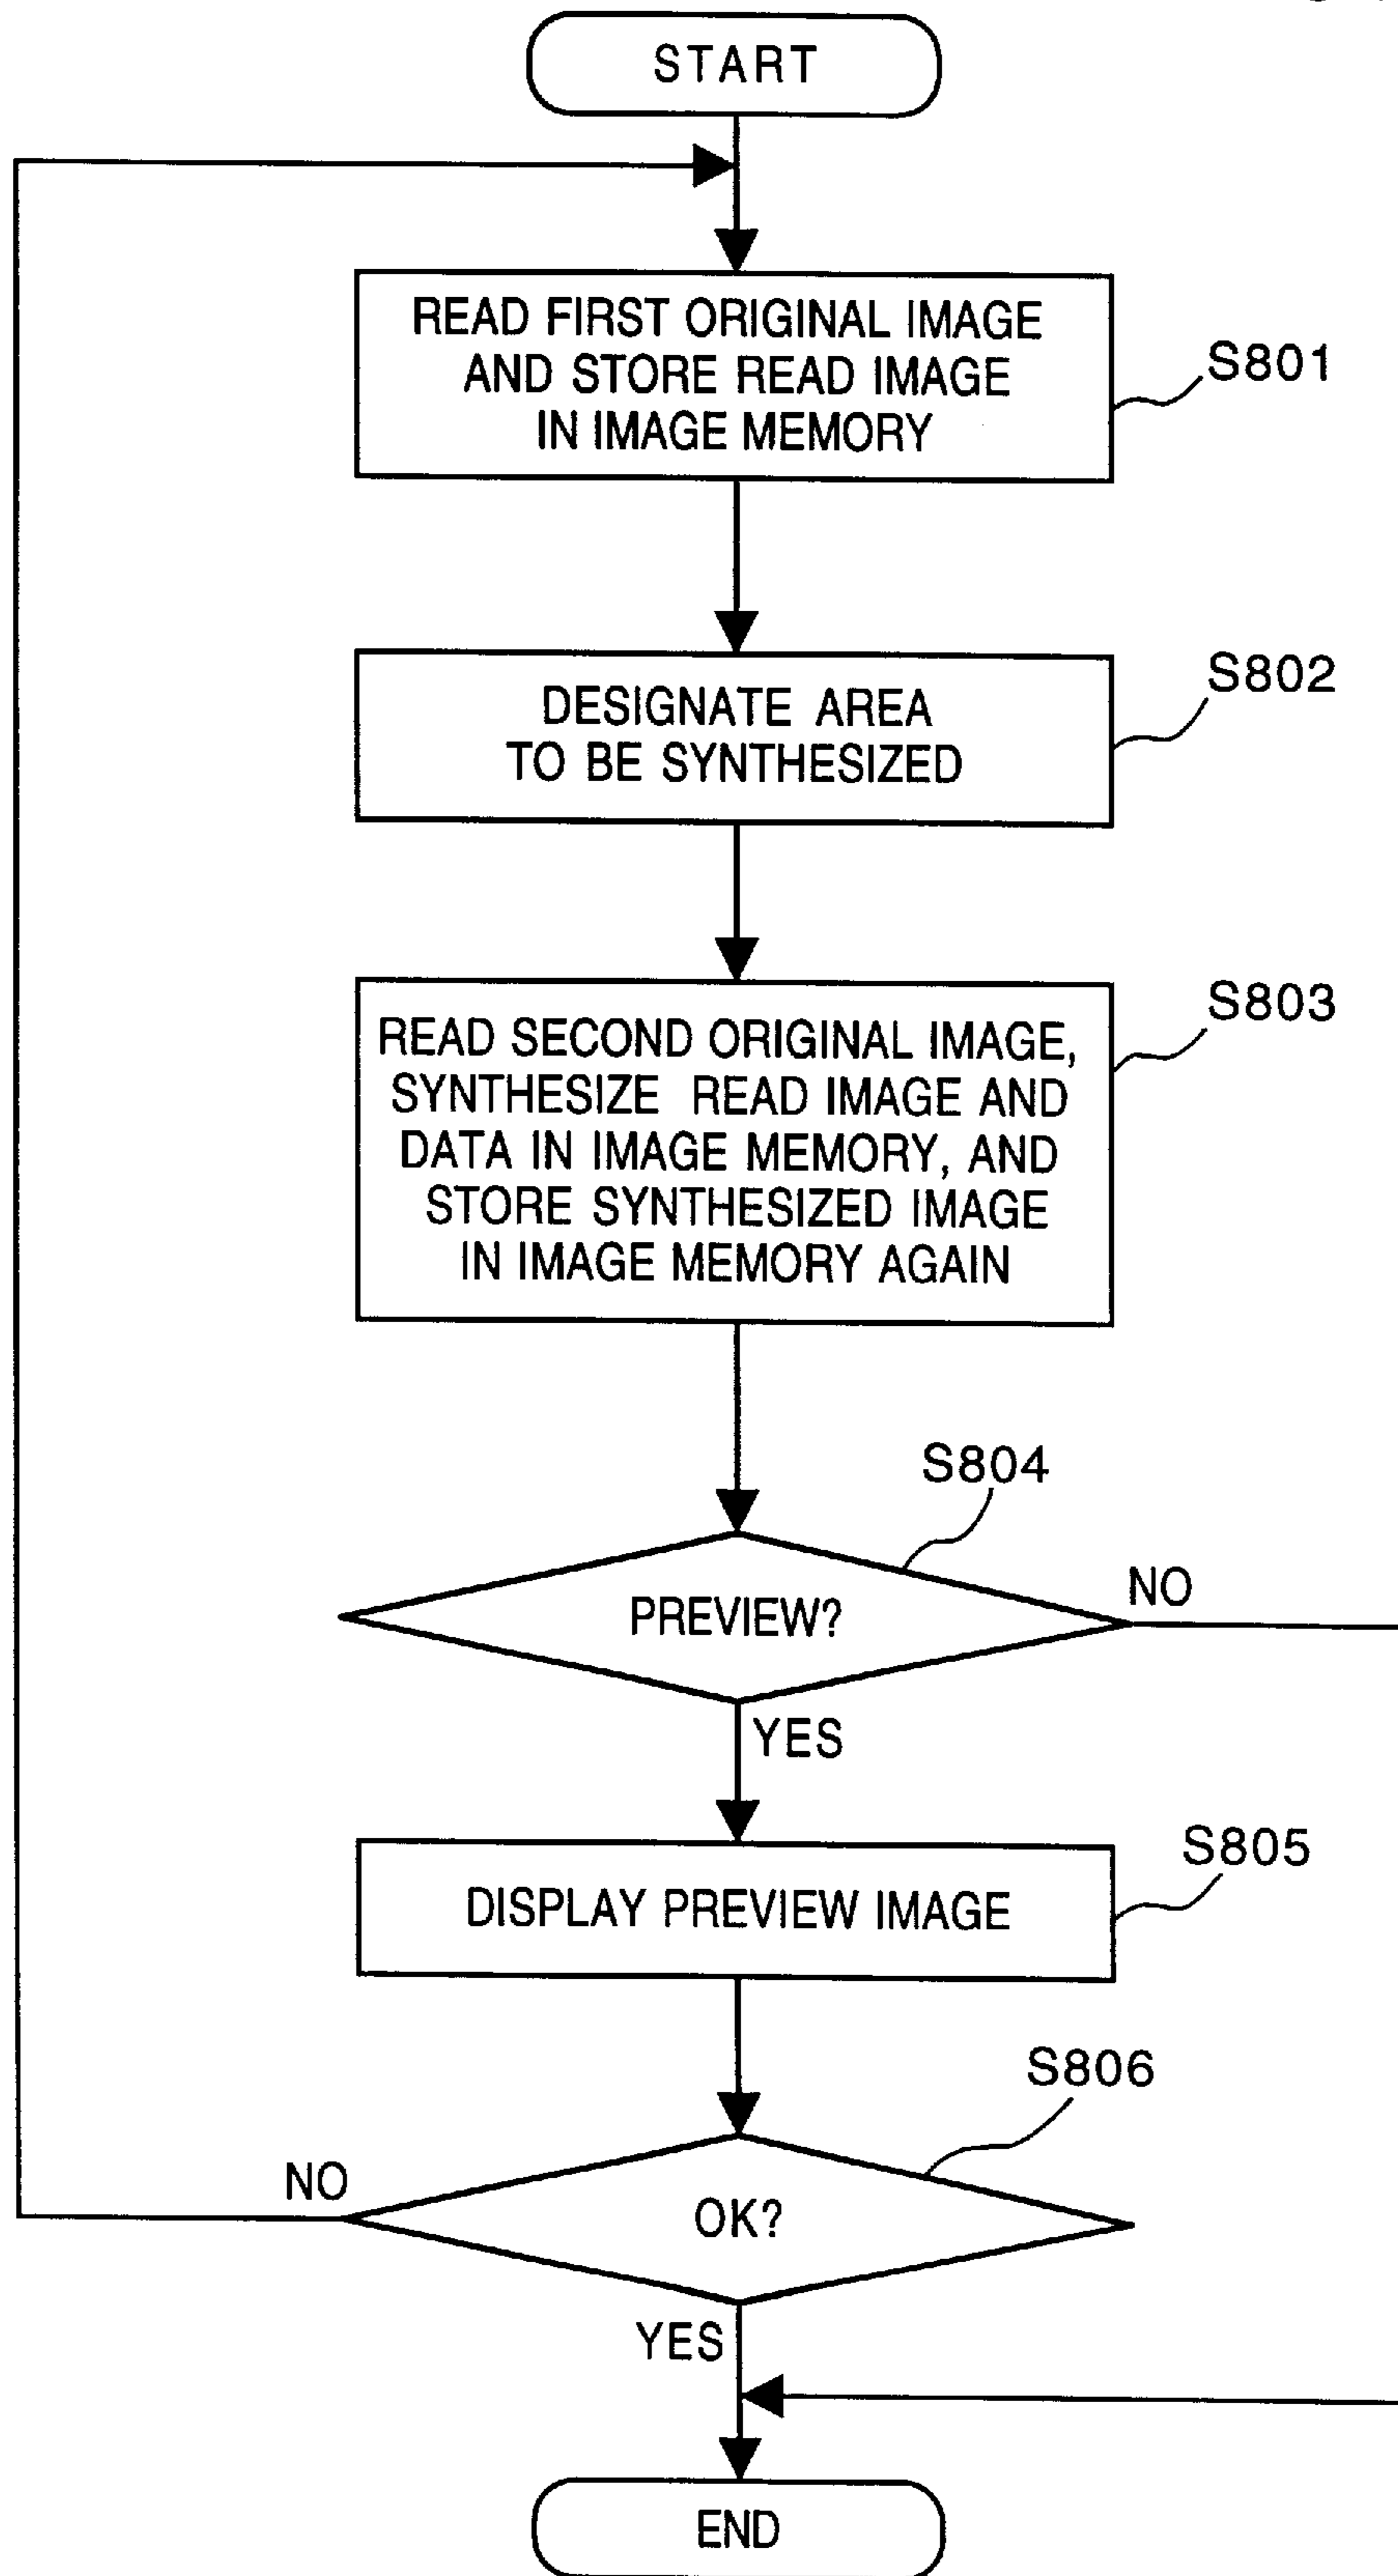 START
READ FIRST ORIGINAL IMAGE
AND STORE READ IMAGE
IN IMAGE MEMORY
S801
DESIGNATE AREA
TO BE SYNTHESIZED
S802
READ SECOND ORIGINAL IMAGE,
SYNTHESIZE READ IMAGE AND
DATA IN IMAGE MEMORY, AND
STORE SYNTHESIZED IMAGE
IN IMAGE MEMORY AGAIN
S803
S804
PREVIEW?
NO
YES
DISPLAY PREVIEW IMAGE
S805
S806
NO
OK?
YES
END